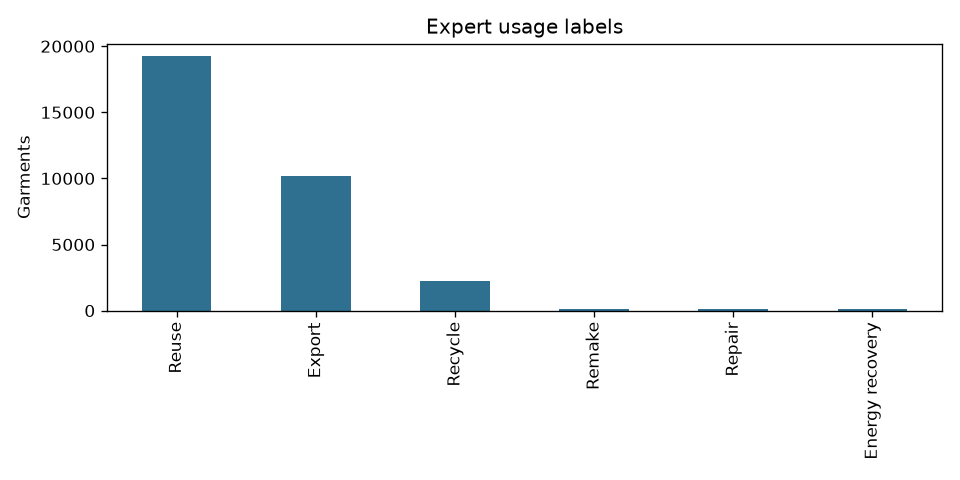 Expert usage labels
Garments
20000
15000
10000
5000
0
Reuse
Export
Recycle
Remake
Repair
Energy recovery